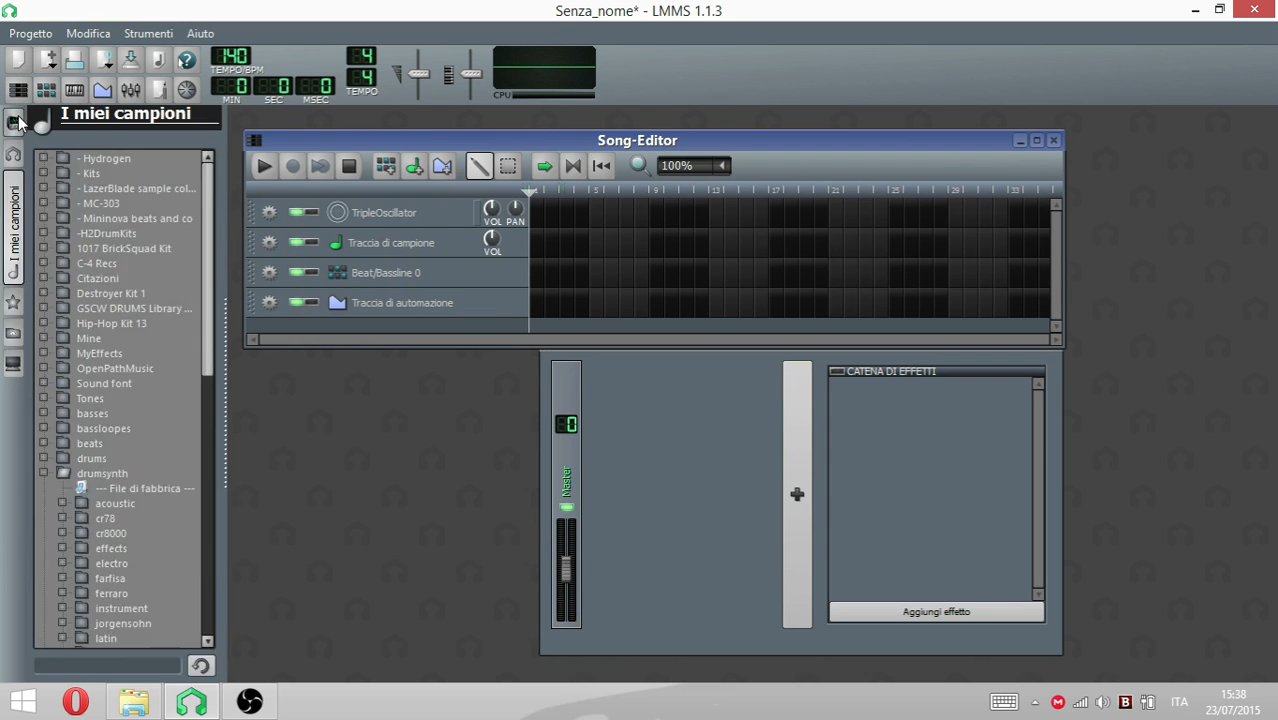 Senza_nome* - LMMS 1.1.3
Progetto Modifica Strumenti Aiuto
140
TEMPO/BPM
4
4
TEMPO
0 0 0
MIN SEC MSEC
CPU
I miei campioni
I miei campioni
- Hydrogen
- Kits
- LazerBlade sample col...
- MC-303
- Mininova beats and co
-H2DrumKits
1017 BrickSquad Kit
C-4 Recs
Citazioni
Destroyer Kit 1
GSCW DRUMS Library ...
Hip-Hop Kit 13
Mine
MyEffects
OpenPathMusic
Sound font
Tones
basses
bassloopes
beats
drums
drumsynth
--- File di fabbrica ---
acoustic
cr78
cr8000
effects
electro
farfisa
ferraro
instrument
jorgensohn
latin
Song-Editor
100%
5 9 13 17 21 25 29 33
TripleOscillator
VOL PAN
Traccia di campione
VOL
Beat/Bassline 0
Traccia di automazione
0
Master
CATENA DI EFFETTI
Aggiungi effetto
ITA
15:38
23/07/2015